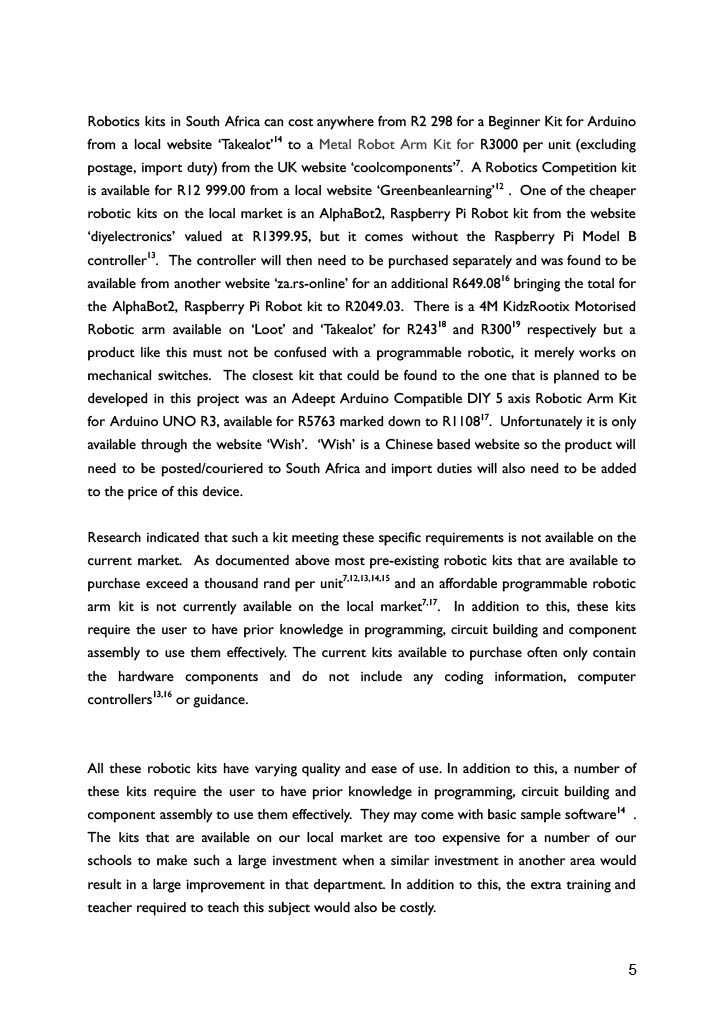 Robotics kits in South Africa can cost anywhere from R2 298 for a Beginner Kit for Arduino
from a local website ‘Takealot’14 to a Metal Robot Arm Kit for R3000 per unit (excluding
postage, import duty) from the UK website ‘coolcomponents’7. A Robotics Competition kit
is available for R12 999.00 from a local website ‘Greenbeanlearning’12 . One of the cheaper
robotic kits on the local market is an AlphaBot2, Raspberry Pi Robot kit from the website
‘diyelectronics’ valued at R1399.95, but it comes without the Raspberry Pi Model B
controller13. The controller will then need to be purchased separately and was found to be
available from another website ‘za.rs-online’ for an additional R649.0816 bringing the total for
the AlphaBot2, Raspberry Pi Robot kit to R2049.03. There is a 4M KidzRootix Motorised
Robotic arm available on ‘Loot’ and ‘Takealot’ for R24318 and R30019 respectively but a
product like this must not be confused with a programmable robotic, it merely works on
mechanical switches. The closest kit that could be found to the one that is planned to be
developed in this project was an Adeept Arduino Compatible DIY 5 axis Robotic Arm Kit
for Arduino UNO R3, available for R5763 marked down to R110817. Unfortunately it is only
available through the website ‘Wish’. ‘Wish’ is a Chinese based website so the product will
need to be posted/couriered to South Africa and import duties will also need to be added
to the price of this device.
Research indicated that such a kit meeting these specific requirements is not available on the
current market. As documented above most pre-existing robotic kits that are available to
purchase exceed a thousand rand per unit7,12,13,14,15 and an affordable programmable robotic
arm kit is not currently available on the local market7,17. In addition to this, these kits
require the user to have prior knowledge in programming, circuit building and component
assembly to use them effectively. The current kits available to purchase often only contain
the hardware components and do not include any coding information, computer
controllers13,16 or guidance.
All these robotic kits have varying quality and ease of use. In addition to this, a number of
these kits require the user to have prior knowledge in programming, circuit building and
component assembly to use them effectively. They may come with basic sample software14 .
The kits that are available on our local market are too expensive for a number of our
schools to make such a large investment when a similar investment in another area would
result in a large improvement in that department. In addition to this, the extra training and
teacher required to teach this subject would also be costly.
5